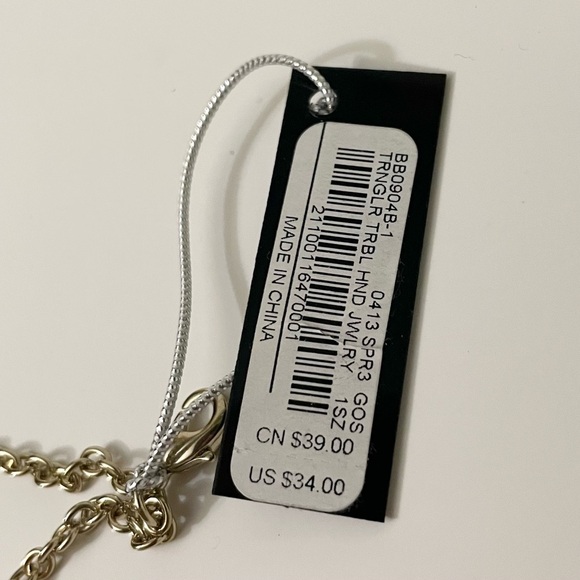 BB0904B-1 0413 SPR3 GOS
TRNGLR TRBL HND JWLRY 1SZ
21100116470001
MADE IN CHINA
CN $39.00
US $34.00